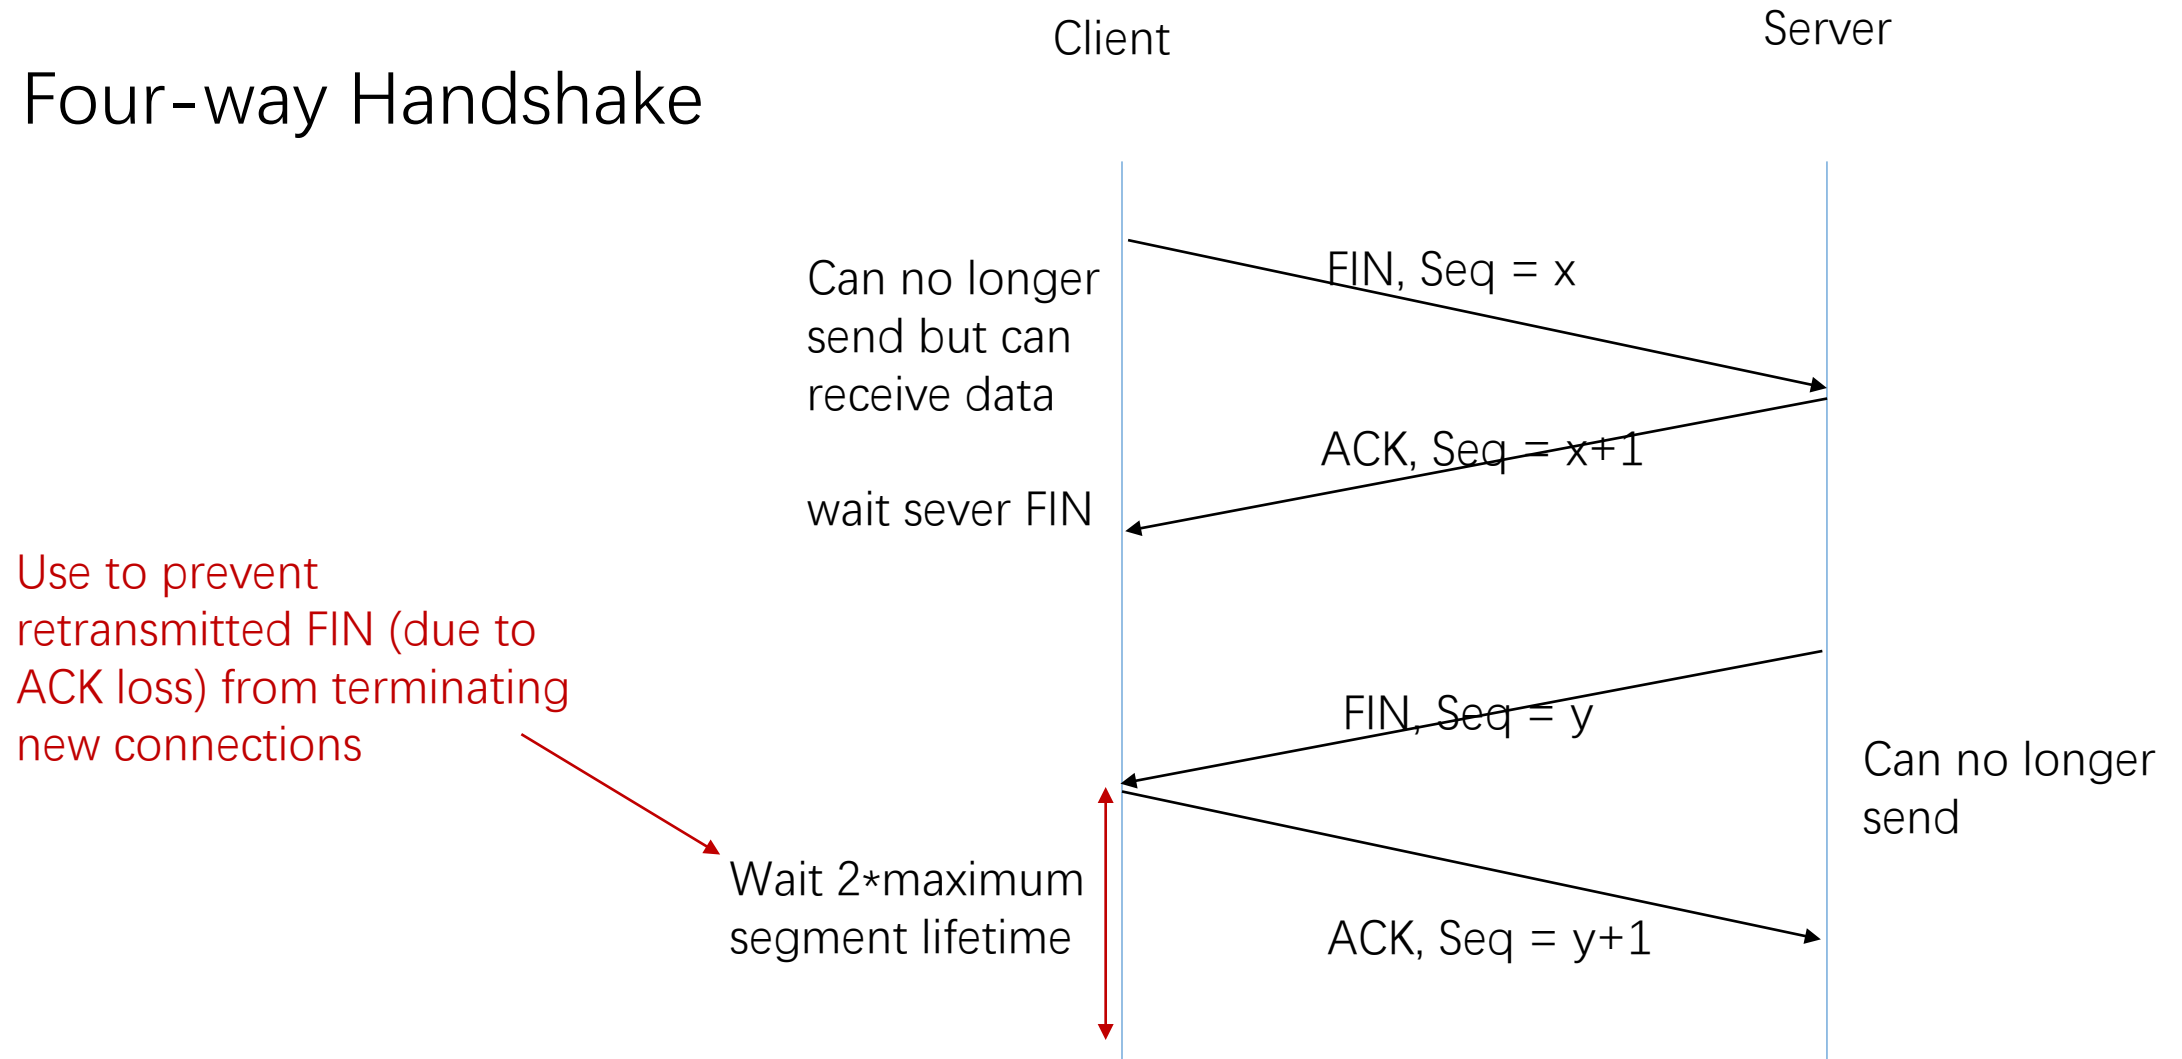 Client
Server
Four-way Handshake
FIN, Seq = x
Can no longer
send but can
receive data
ACK, Seq = x+1
wait sever FIN
Use to prevent
retransmitted FIN (due to
ACK loss) from terminating
new connections
FIN, Seq = y
Can no longer
send
Wait 2*maximum
segment lifetime
ACK, Seq = y+1